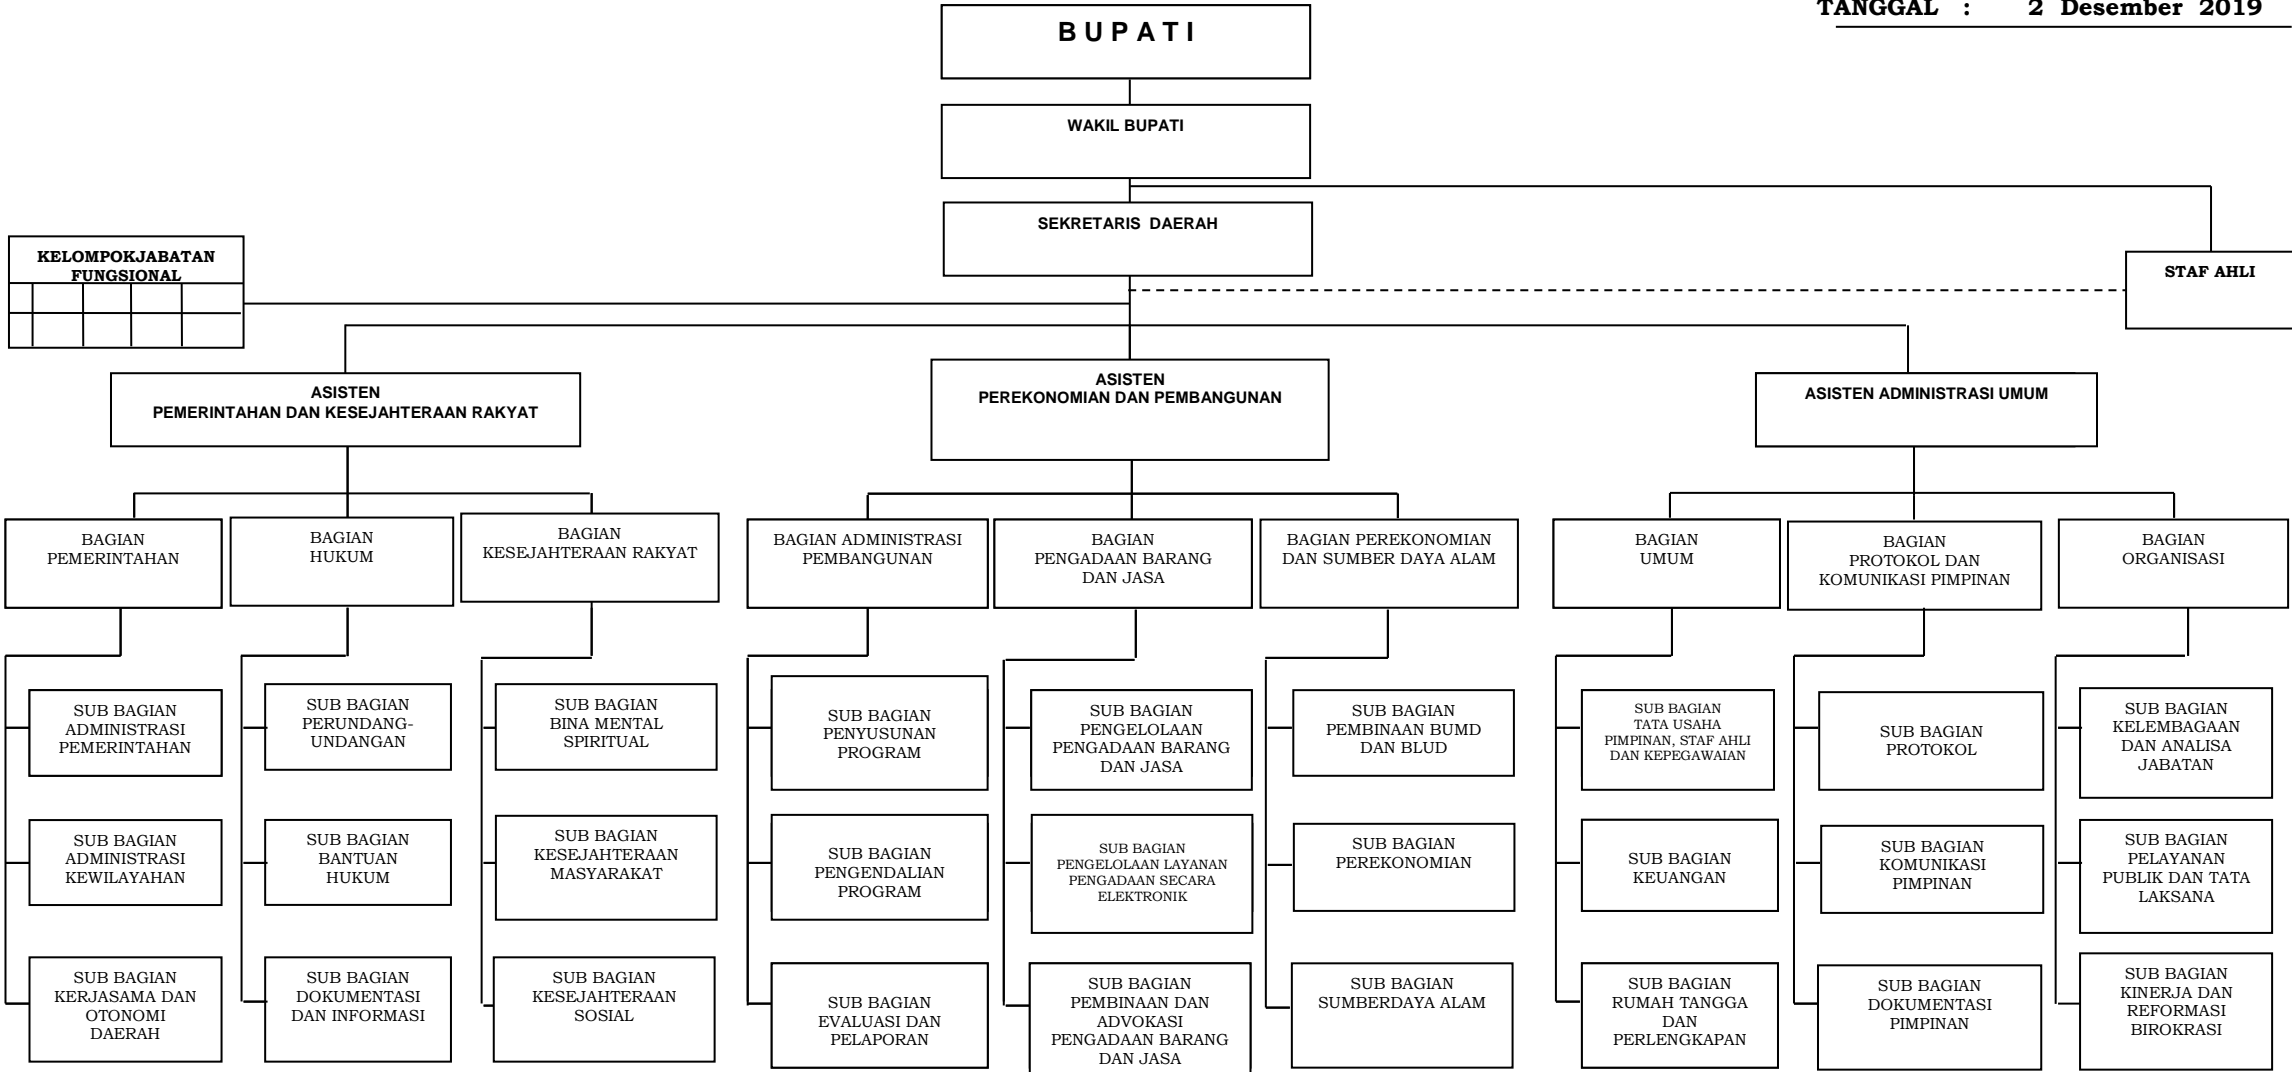 TANGGAL : 2 Desember 2019
B U P A T I
WAKIL BUPATI
SEKRETARIS DAERAH
KELOMPOKJABATAN
FUNGSIONAL
STAF AHLI
ASISTEN
PEMERINTAHAN DAN KESEJAHTERAAN RAKYAT
ASISTEN
PEREKONOMIAN DAN PEMBANGUNAN
ASISTEN ADMINISTRASI UMUM
BAGIAN
PEMERINTAHAN
BAGIAN
HUKUM
BAGIAN
KESEJAHTERAAN RAKYAT
BAGIAN ADMINISTRASI
PEMBANGUNAN
BAGIAN
PENGADAAN BARANG
DAN JASA
BAGIAN PEREKONOMIAN
DAN SUMBER DAYA ALAM
BAGIAN
UMUM
BAGIAN
PROTOKOL DAN
KOMUNIKASI PIMPINAN
BAGIAN
ORGANISASI
SUB BAGIAN
ADMINISTRASI
PEMERINTAHAN
SUB BAGIAN
PERUNDANG-
UNDANGAN
SUB BAGIAN
BINA MENTAL
SPIRITUAL
SUB BAGIAN
PENYUSUNAN
PROGRAM
SUB BAGIAN
PENGELOLAAN
PENGADAAN BARANG
DAN JASA
SUB BAGIAN
PEMBINAAN BUMD
DAN BLUD
SUB BAGIAN
TATA USAHA
PIMPINAN, STAF AHLI
DAN KEPEGAWAIAN
SUB BAGIAN
PROTOKOL
SUB BAGIAN
KELEMBAGAAN
DAN ANALISA
JABATAN
SUB BAGIAN
ADMINISTRASI
KEWILAYAHAN
SUB BAGIAN
BANTUAN
HUKUM
SUB BAGIAN
KESEJAHTERAAN
MASYARAKAT
SUB BAGIAN
PENGENDALIAN
PROGRAM
SUB BAGIAN
PENGELOLAAN LAYANAN
PENGADAAN SECARA
ELEKTRONIK
SUB BAGIAN
PEREKONOMIAN
SUB BAGIAN
KEUANGAN
SUB BAGIAN
KOMUNIKASI
PIMPINAN
SUB BAGIAN
PELAYANAN
PUBLIK DAN TATA
LAKSANA
SUB BAGIAN
KERJASAMA DAN
OTONOMI
DAERAH
SUB BAGIAN
DOKUMENTASI
DAN INFORMASI
SUB BAGIAN
KESEJAHTERAAN
SOSIAL
SUB BAGIAN
EVALUASI DAN
PELAPORAN
SUB BAGIAN
PEMBINAAN DAN
ADVOKASI
PENGADAAN BARANG
DAN JASA
SUB BAGIAN
SUMBERDAYA ALAM
SUB BAGIAN
RUMAH TANGGA
DAN
PERLENGKAPAN
SUB BAGIAN
DOKUMENTASI
PIMPINAN
SUB BAGIAN
KINERJA DAN
REFORMASI
BIROKRASI